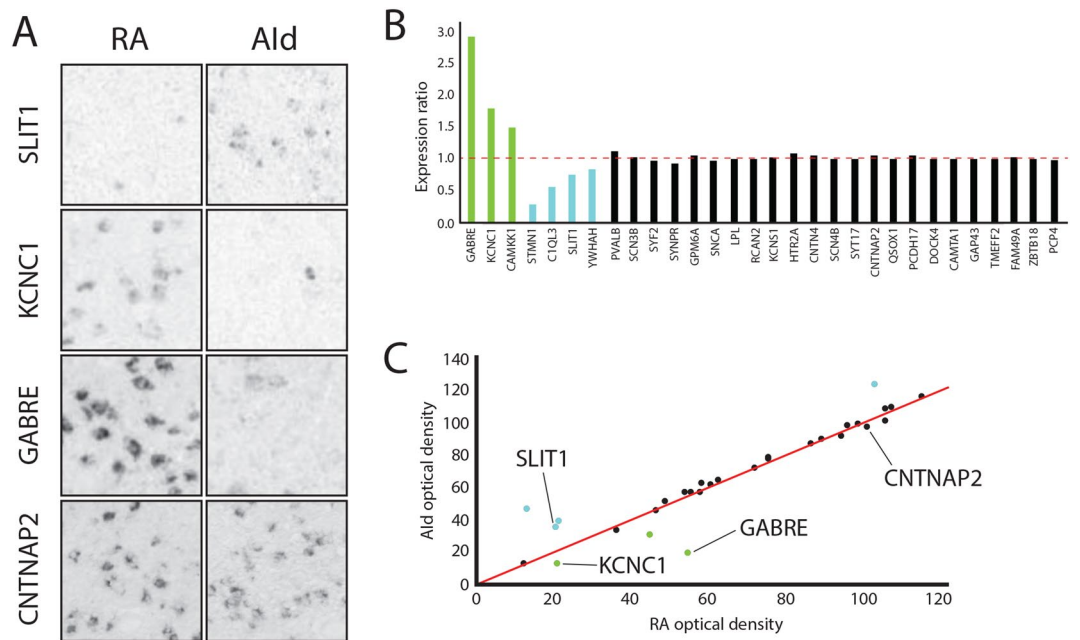 A
RA
AId
SLIT1
KCNC1
GABRE
CNTNAP2
B
Expression ratio
3.0
2.5
2.0
1.5
1.0
0.5
0.0
GABRE
KCNC1
CAMKK1
STMN1
C1QL3
SLIT1
YWHAH
PVALB
SCN3B
SYF2
SYNPR
GPM6A
SNCA
LPL
RCAN2
KCNS1
HTR2A
CNTN4
SCN4B
SYT17
CNTNAP2
QSOX1
PCDH17
DOCK4
CAMTA1
GAP43
TMEFF2
FAM49A
ZBTB18
PCP4
C
AId optical density
140
120
100
80
60
40
20
0
SLIT1
CNTNAP2
GABRE
KCNC1
0 20 40 60 80 100 120
RA optical density